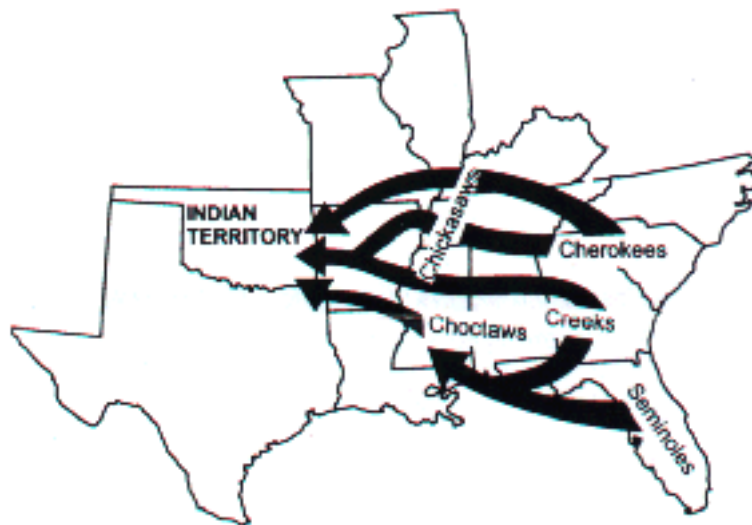 INDIAN
TERRITORY
Chickasaws
Cherokees
Choctaws
Creeks
Seminoles